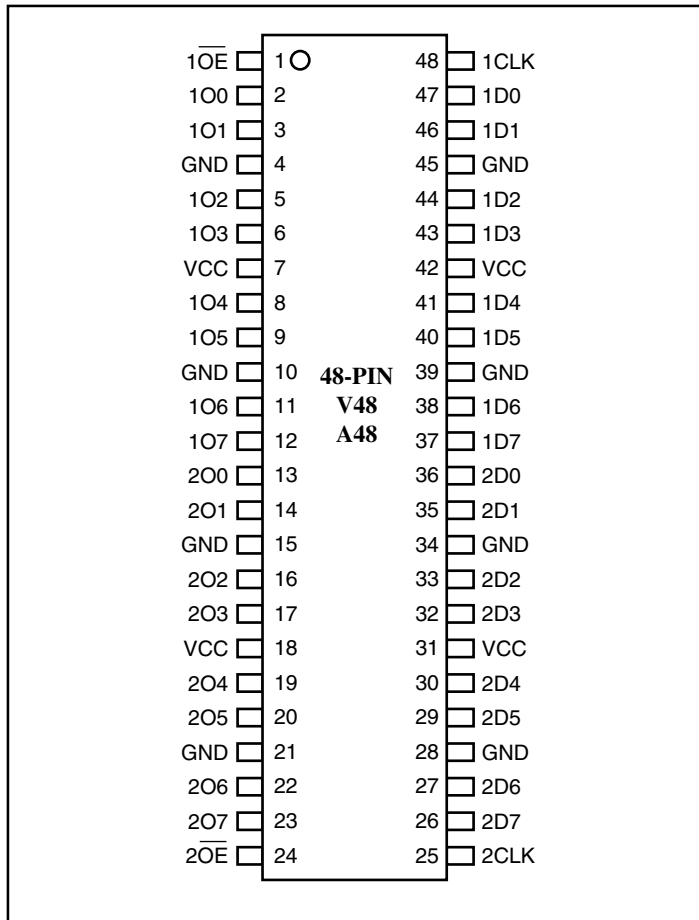 1O̅E̅ 1 48 1CLK
1O0 2 47 1D0
1O1 3 46 1D1
GND 4 45 GND
1O2 5 44 1D2
1O3 6 43 1D3
VCC 7 42 VCC
1O4 8 41 1D4
1O5 9 40 1D5
GND 10 48-PIN 39 GND
1O6 11 V48 38 1D6
1O7 12 A48 37 1D7
2O0 13 36 2D0
2O1 14 35 2D1
GND 15 34 GND
2O2 16 33 2D2
2O3 17 32 2D3
VCC 18 31 VCC
2O4 19 30 2D4
2O5 20 29 2D5
GND 21 28 GND
2O6 22 27 2D6
2O7 23 26 2D7
2O̅E̅ 24 25 2CLK